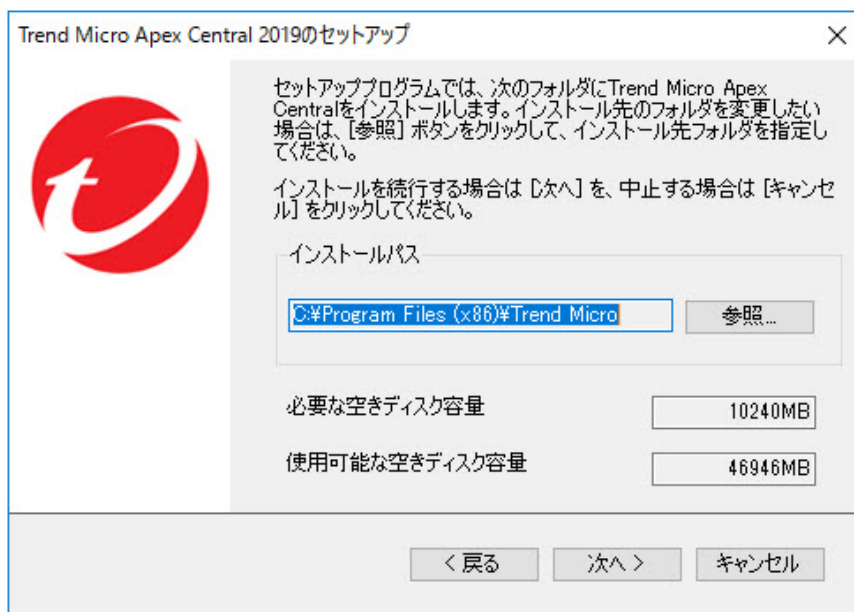 Trend Micro Apex Central 2019のセットアップ
セットアッププログラムでは、次のフォルダにTrend Micro Apex
Centralをインストールします。インストール先のフォルダを変更したい
場合は、[参照] ボタンをクリックして、インストール先フォルダを指定し
てください。
インストールを続行する場合は [次へ] を、中止する場合は [キャンセ
ル] をクリックしてください。
インストールパス
C:¥Program Files (x86)¥Trend Micro
参照...
必要な空きディスク容量
10240MB
使用可能な空きディスク容量
46946MB
< 戻る
次へ >
キャンセル